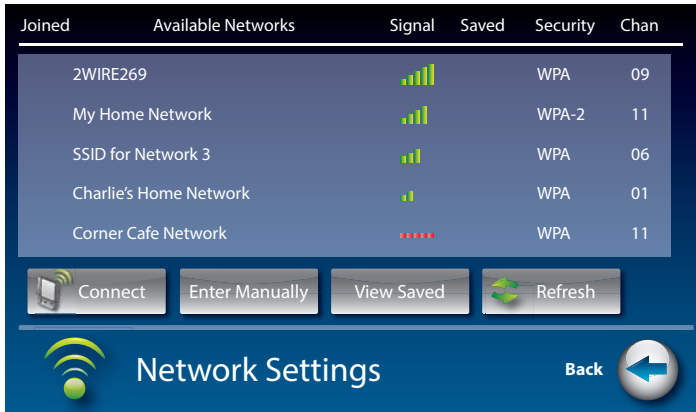 Joined Available Networks Signal Saved Security Chan
2WIRE269 WPA 09
My Home Network WPA-2 11
SSID for Network 3 WPA 06
Charlie’s Home Network WPA 01
Corner Cafe Network WPA 11
Connect Enter Manually View Saved Refresh
Network Settings Back